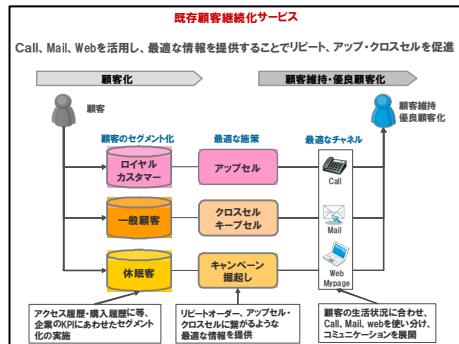 既存顧客継続化サービス
Call、Mail、Webを活用し、最適な情報を提供することでリピート、アップ・クロスセルを促進
顧客化
顧客維持・優良顧客化
顧客
顧客維持
優良顧客化
顧客のセグメント化
最適な施策
最適なチャネル
ロイヤル
カスタマー
アップセル
Call
一般顧客
クロスセル
キープセル
Mail
休眠客
キャンペーン
掘起し
Web
Mypage
アクセス履歴・購入履歴に等、
企業のKPIにあわせたセグメント
化の実施
リピートオーダー、アップセル・
クロスセルに繋がるような
最適な情報を提供
顧客の生活状況に合わせ、
Call、Mail、webを使い分け、コ
ミュニケーションを展開